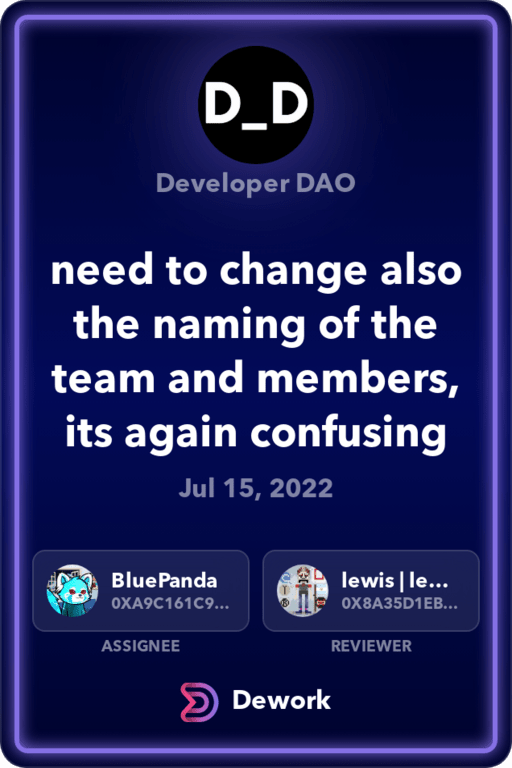 D_D
Developer DAO
need to change also
the naming of the
team and members,
its again confusing
Jul 15, 2022
BluePanda
0XA9C161C9...
ASSIGNEE
lewis | le...
0X8A35D1EB...
REVIEWER
Dework